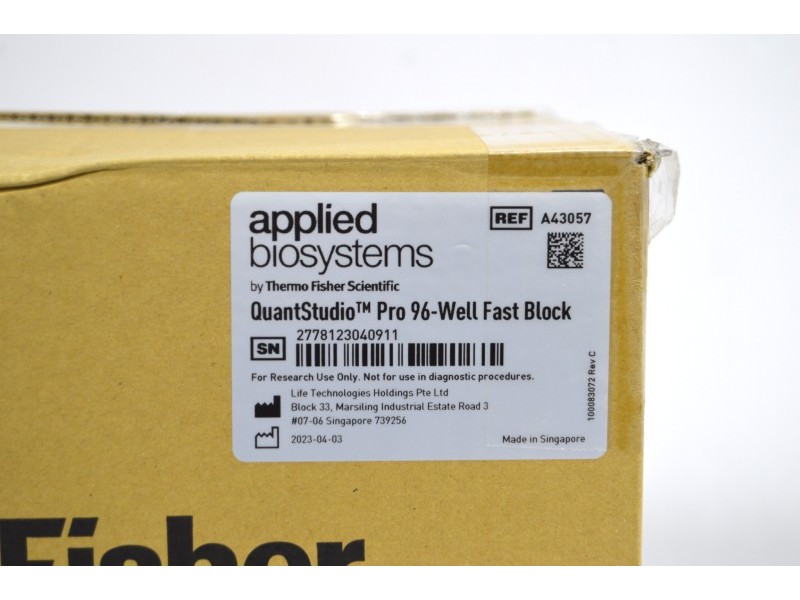 applied
biosystems
by Thermo Fisher Scientific
REF A43057
QuantStudio™ Pro 96-Well Fast Block
SN 2778123040911
For Research Use Only. Not for use in diagnostic procedures.
Life Technologies Holdings Pte Ltd
Block 33, Marsiling Industrial Estate Road 3
#07-06 Singapore 739256
2023-04-03
Made in Singapore
100083072 Rev C
Fisher